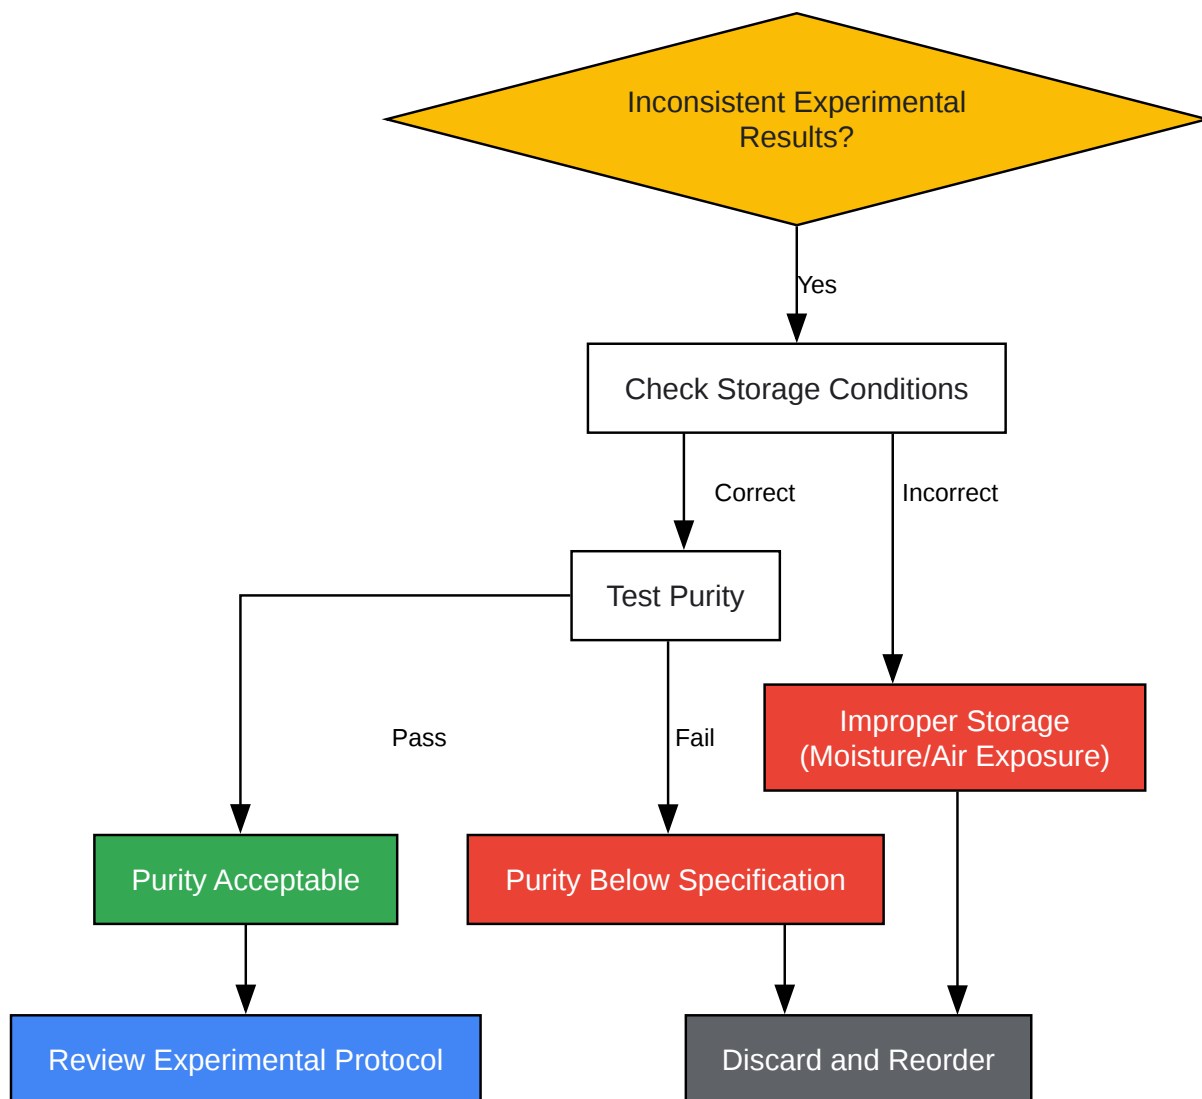 Inconsistent Experimental
Results?
Yes
Check Storage Conditions
Correct
Incorrect
Test Purity
Improper Storage
(Moisture/Air Exposure)
Pass
Fail
Purity Acceptable
Purity Below Specification
Review Experimental Protocol
Discard and Reorder